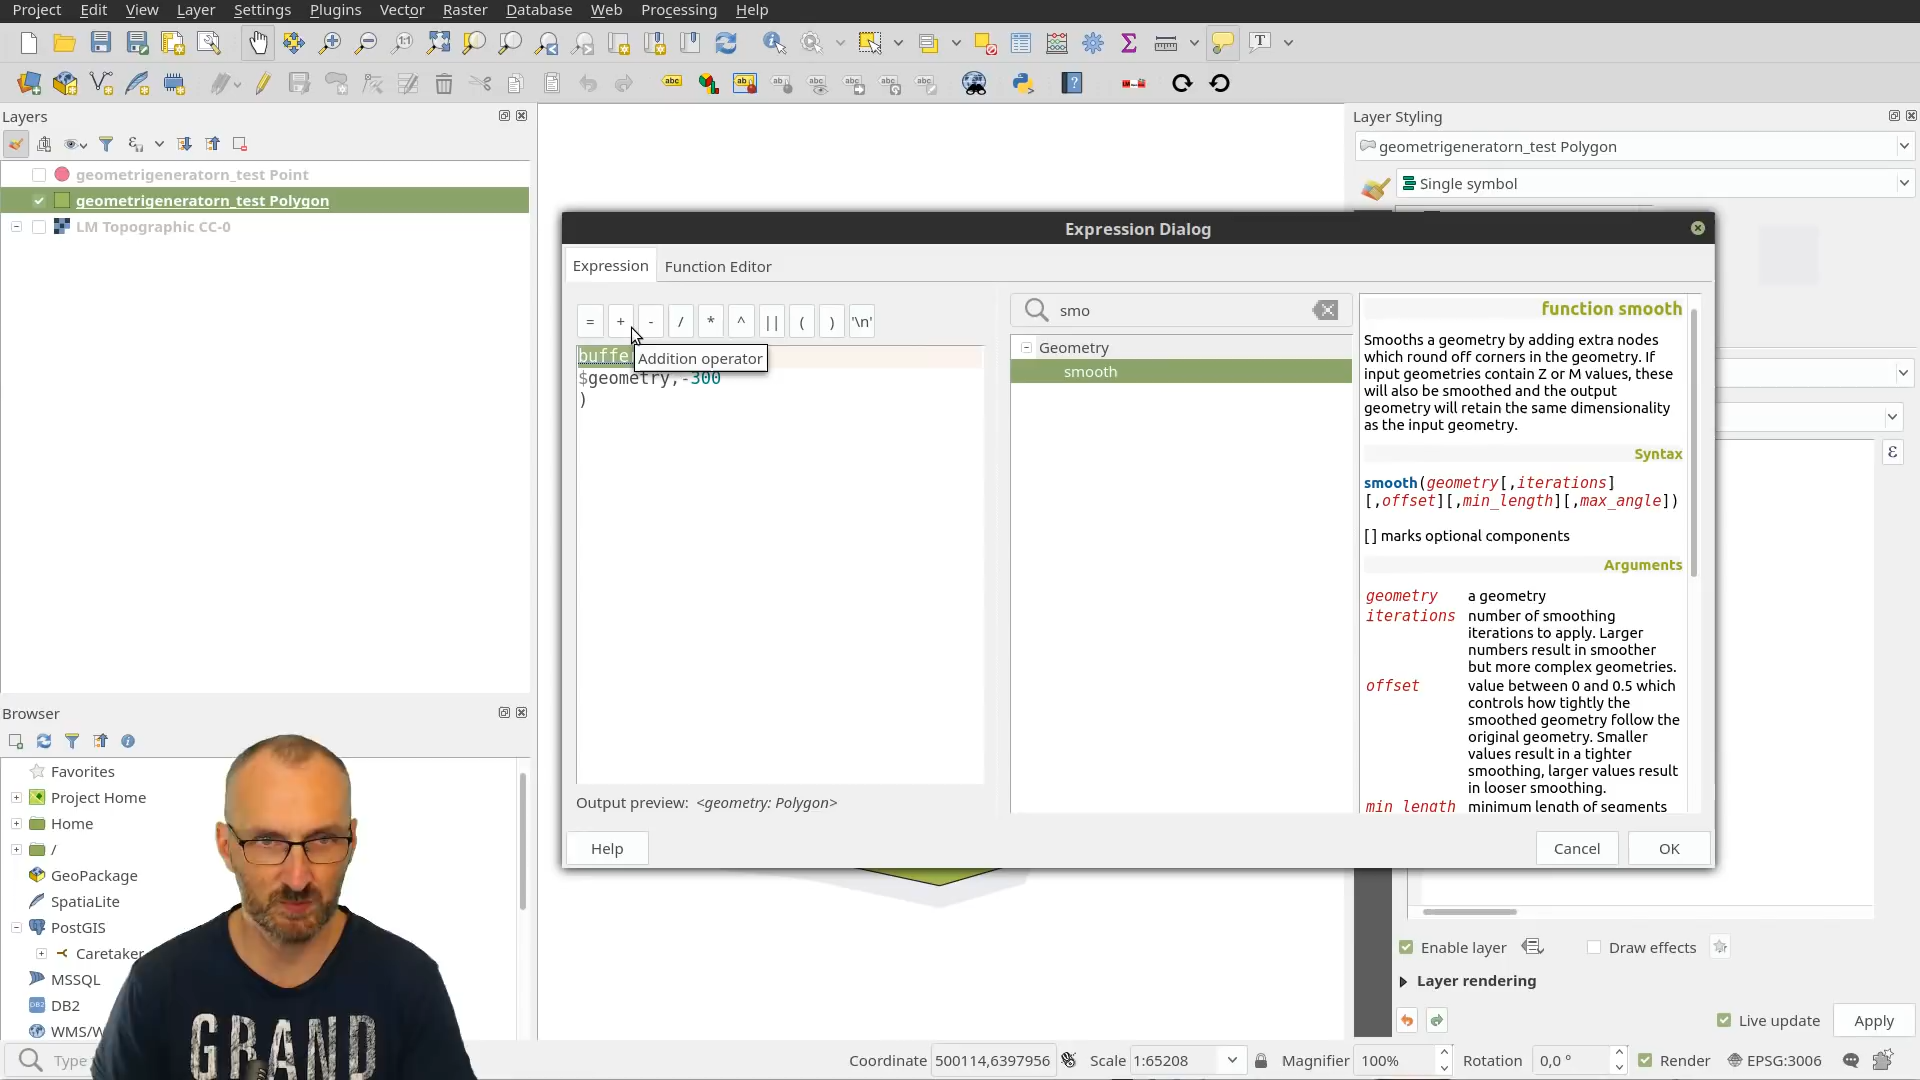 Project Edit View Layer Settings Plugins Vector Raster Database Web Processing Help
Layers
geometrigeneratorn_test Point
geometrigeneratorn_test Polygon
LM Topographic CC-0
Layer Styling
geometrigeneratorn_test Polygon
Single symbol
Expression Dialog
Expression Function Editor
= + - / * ^ || ( ) '\n'
buffe
Addition operator
$geometry,-300
)
Output preview: <geometry: Polygon>
Help
smo
Geometry
smooth
function smooth
Smooths a geometry by adding extra nodes
which round off corners in the geometry. If
input geometries contain Z or M values, these
will also be smoothed and the output
geometry will retain the same dimensionality
as the input geometry.
Syntax
smooth(geometry[,iterations]
[,offset][,min_length][,max_angle])
[ ] marks optional components
Arguments
geometry a geometry
iterations number of smoothing
iterations to apply. Larger
numbers result in smoother
but more complex geometries.
offset value between 0 and 0.5 which
controls how tightly the
smoothed geometry follow the
original geometry. Smaller
values result in a tighter
smoothing, larger values result
in looser smoothing.
min_length minimum length of segments
Cancel OK
ε
Browser
Favorites
Project Home
Home
/
GeoPackage
SpatiaLite
PostGIS
Caretaker
MSSQL
DB2
WMS/W
GRAND
Enable layer Draw effects
Layer rendering
Live update Apply
Type
Coordinate 500114,6397956 Scale 1:65208 Magnifier 100% Rotation 0,0 ° Render EPSG:3006